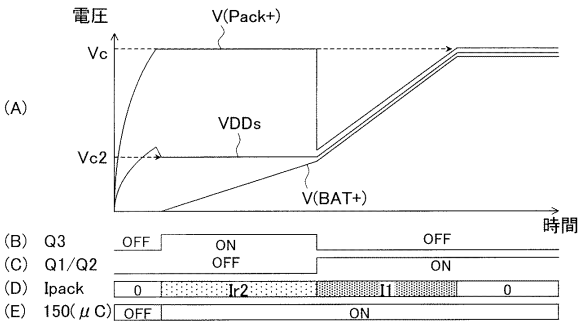 電圧
V(Pack+)
Vc
(A)
VDDs
Vc2
V(BAT+)
時間
(B) Q3 OFF ON OFF
(C) Q1/Q2 OFF ON
(D) Ipack 0 Ir2 I1 0
(E) 150(μC) OFF ON